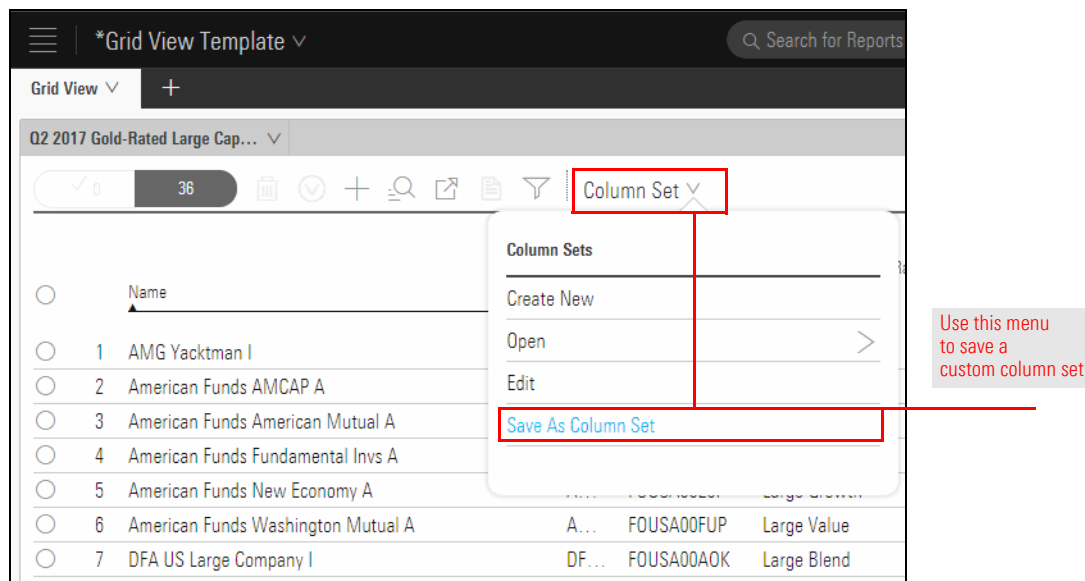 *Grid View Template
Search for Reports
Grid View
Q2 2017 Gold-Rated Large Cap...
0
36
Column Set
Column Sets
Create New
Open
Edit
Save As Column Set
Name
1 AMG Yacktman I
2 American Funds AMCAP A
3 American Funds American Mutual A
4 American Funds Fundamental Invs A
5 American Funds New Economy A
6 American Funds Washington Mutual A A... FOUSA00FUP Large Value
7 DFA US Large Company I DF... FOUSA00AOK Large Blend
Use this menu
to save a
custom column set